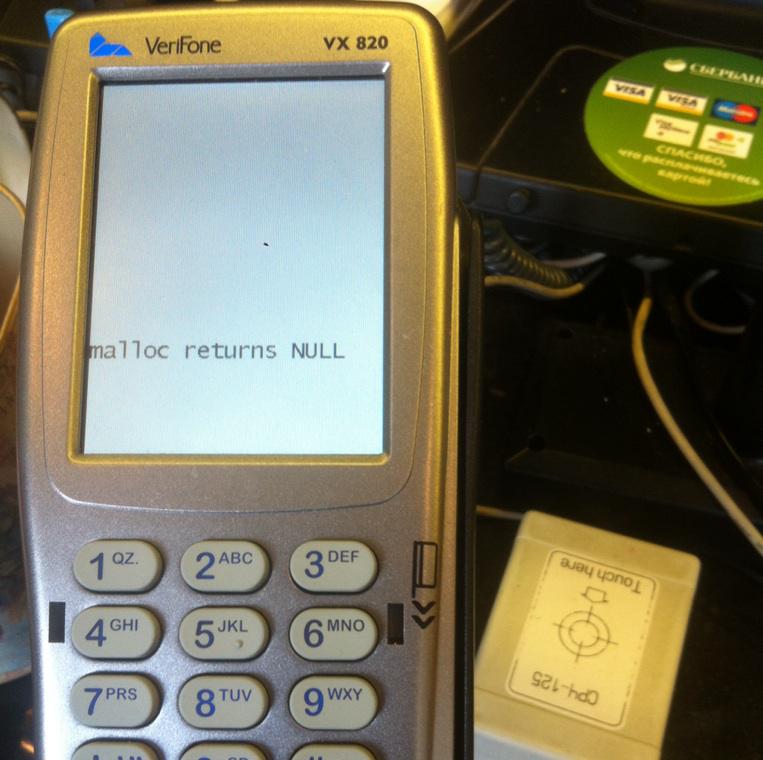 VeriFone
VX 820
malloc returns NULL
1 QZ.
2 ABC
3 DEF
4 GHI
5 JKL
6 MNO
7 PRS
8 TUV
9 WXY
СБЕРБАНК
VISA
VISA
СПАСИБО,
что расплачиваетесь
картой!
Touch here
CP4-125